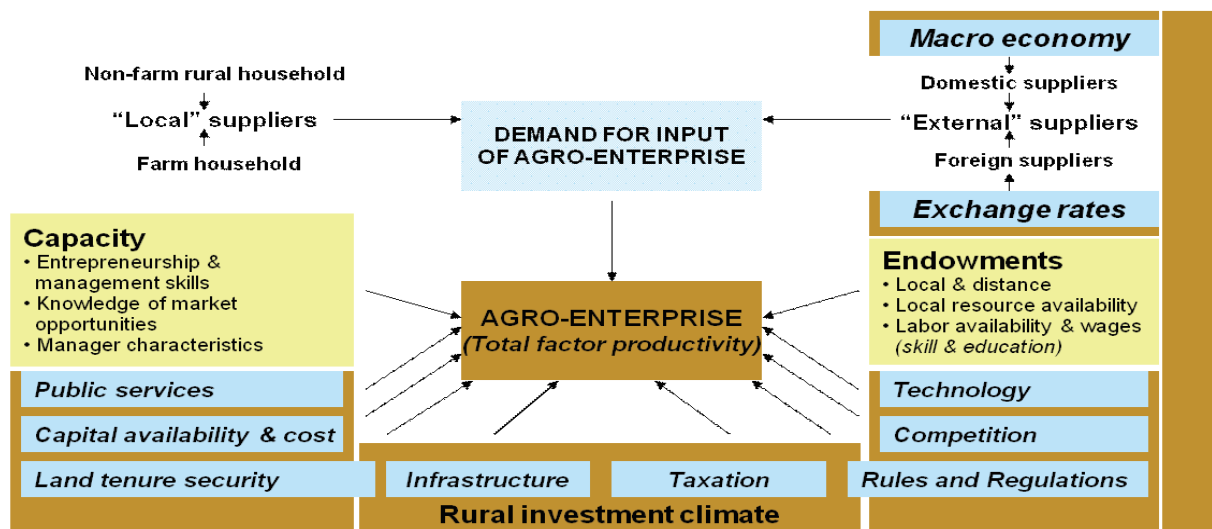 Macro economy
Non-farm rural household
Domestic suppliers
“Local” suppliers
DEMAND FOR INPUT
OF AGRO-ENTERPRISE
“External” suppliers
Farm household
Foreign suppliers
Exchange rates
Capacity
• Entrepreneurship &
management skills
• Knowledge of market
opportunities
• Manager characteristics
AGRO-ENTERPRISE
(Total factor productivity)
Endowments
• Local & distance
• Local resource availability
• Labor availability & wages
(skill & education)
Public services
Capital availability & cost
Land tenure security
Technology
Competition
Infrastructure
Taxation
Rules and Regulations
Rural investment climate